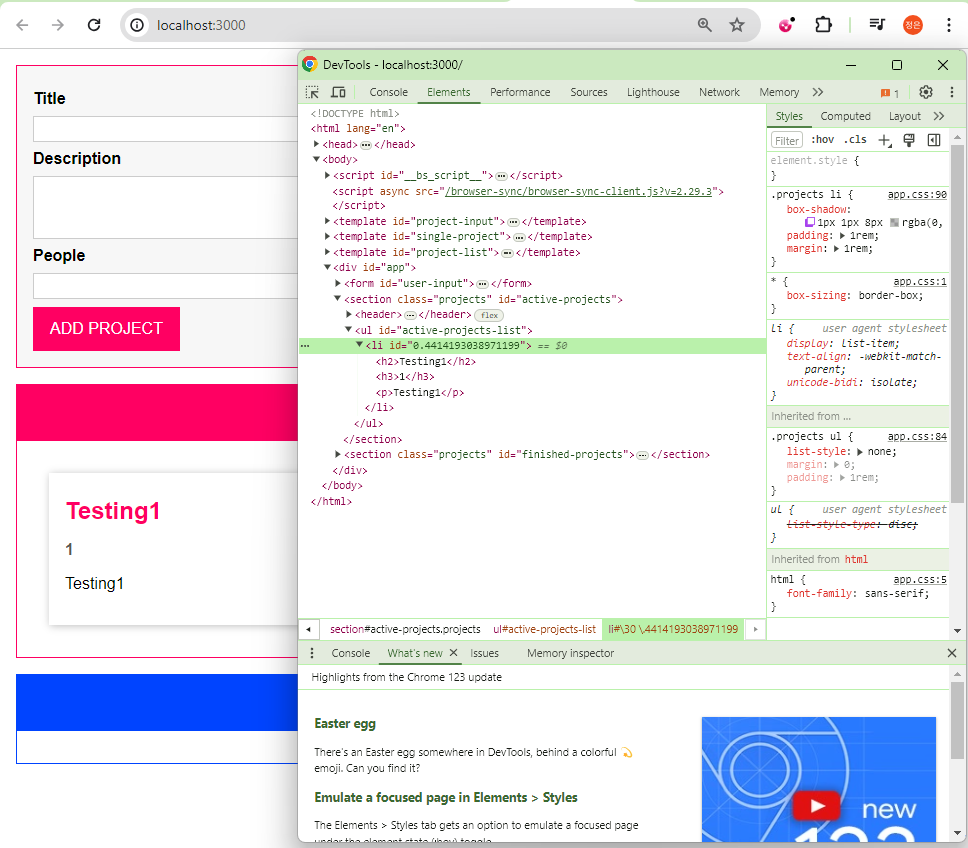 localhost:3000
정은
Title
Description
People
ADD PROJECT
Testing1
1
Testing1
DevTools - localhost:3000/
Console Elements Performance Sources Lighthouse Network Memory 1
<!DOCTYPE html>
<html lang="en">
<head> </head>
<body>
<script id="__bs_script__"> </script>
<script async src="/browser-sync/browser-sync-client.js?v=2.29.3">
</script>
<template id="project-input"> </template>
<template id="single-project"> </template>
<template id="project-list"> </template>
<div id="app">
<form id="user-input"> </form>
<section class="projects" id="active-projects">
<header> </header> flex
<ul id="active-projects-list">
<li id="0.4414193038971199"> == $0
<h2>Testing1</h2>
<h3>1</h3>
<p>Testing1</p>
</li>
</ul>
</section>
<section class="projects" id="finished-projects"> </section>
</div>
</body>
</html>
section#active-projects.projects ul#active-projects-list li#\30 \.4414193038971199
Styles Computed Layout
Filter :hov .cls
element.style {
}
.projects li { app.css:90
box-shadow:
1px 1px 8px rgba(0,
padding: 1rem;
margin: 1rem;
}
* { app.css:1
box-sizing: border-box;
}
li { user agent stylesheet
display: list-item;
text-align: -webkit-match-
parent;
unicode-bidi: isolate;
}
Inherited from ...
.projects ul { app.css:84
list-style: none;
margin: 0;
padding: 1rem;
}
ul { user agent stylesheet
list-style-type: disc;
}
Inherited from html
html { app.css:5
font-family: sans-serif;
}
Console What's new Issues Memory inspector
Highlights from the Chrome 123 update
Easter egg
There's an Easter egg somewhere in DevTools, behind a colorful 💫
emoji. Can you find it?
Emulate a focused page in Elements > Styles
The Elements > Styles tab gets an option to emulate a focused page
under the element state (:hov) toggle.
new
123